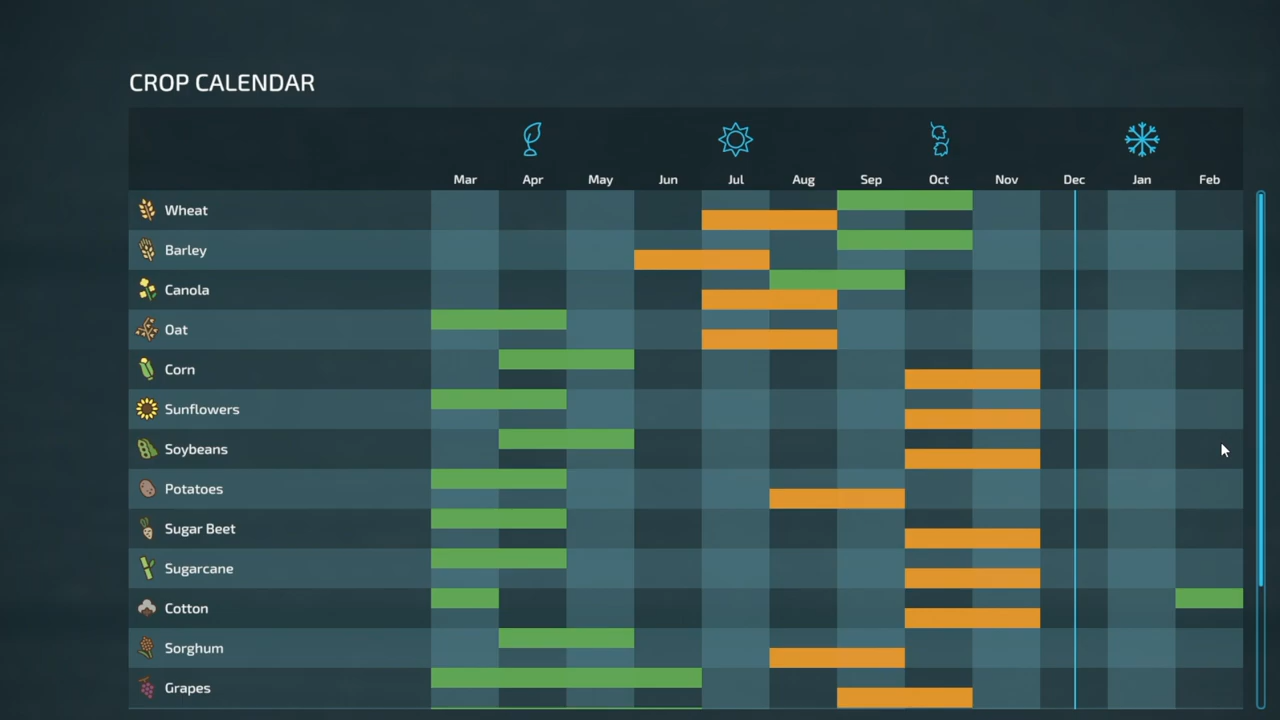 CROP CALENDAR
Mar Apr May Jun Jul Aug Sep Oct Nov Dec Jan Feb
Wheat
Barley
Canola
Oat
Corn
Sunflowers
Soybeans
Potatoes
Sugar Beet
Sugarcane
Cotton
Sorghum
Grapes